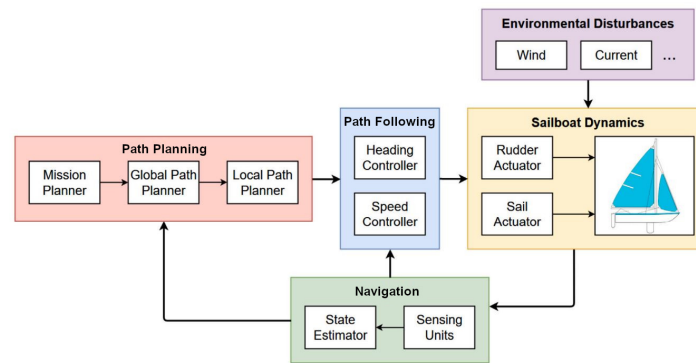 Environmental Disturbances
Wind
Current
...
Path Planning
Mission
Planner
Global Path
Planner
Local Path
Planner
Path Following
Heading
Controller
Speed
Controller
Sailboat Dynamics
Rudder
Actuator
Sail
Actuator
Navigation
State
Estimator
Sensing
Units